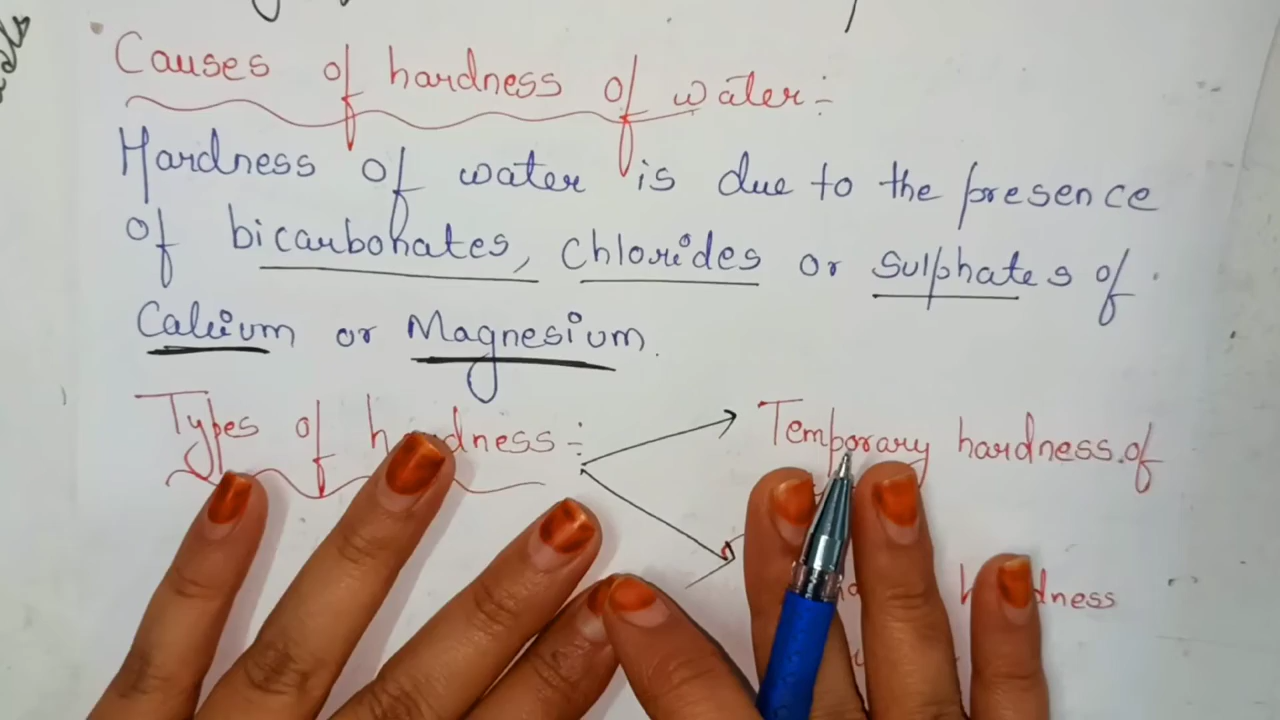 Causes of hardness of water:-
Hardness of water is due to the presence
of bicarbonates, Chlorides or Sulphates of
Calcium or Magnesium.
Types of hardness:-
Temporary hardness.of